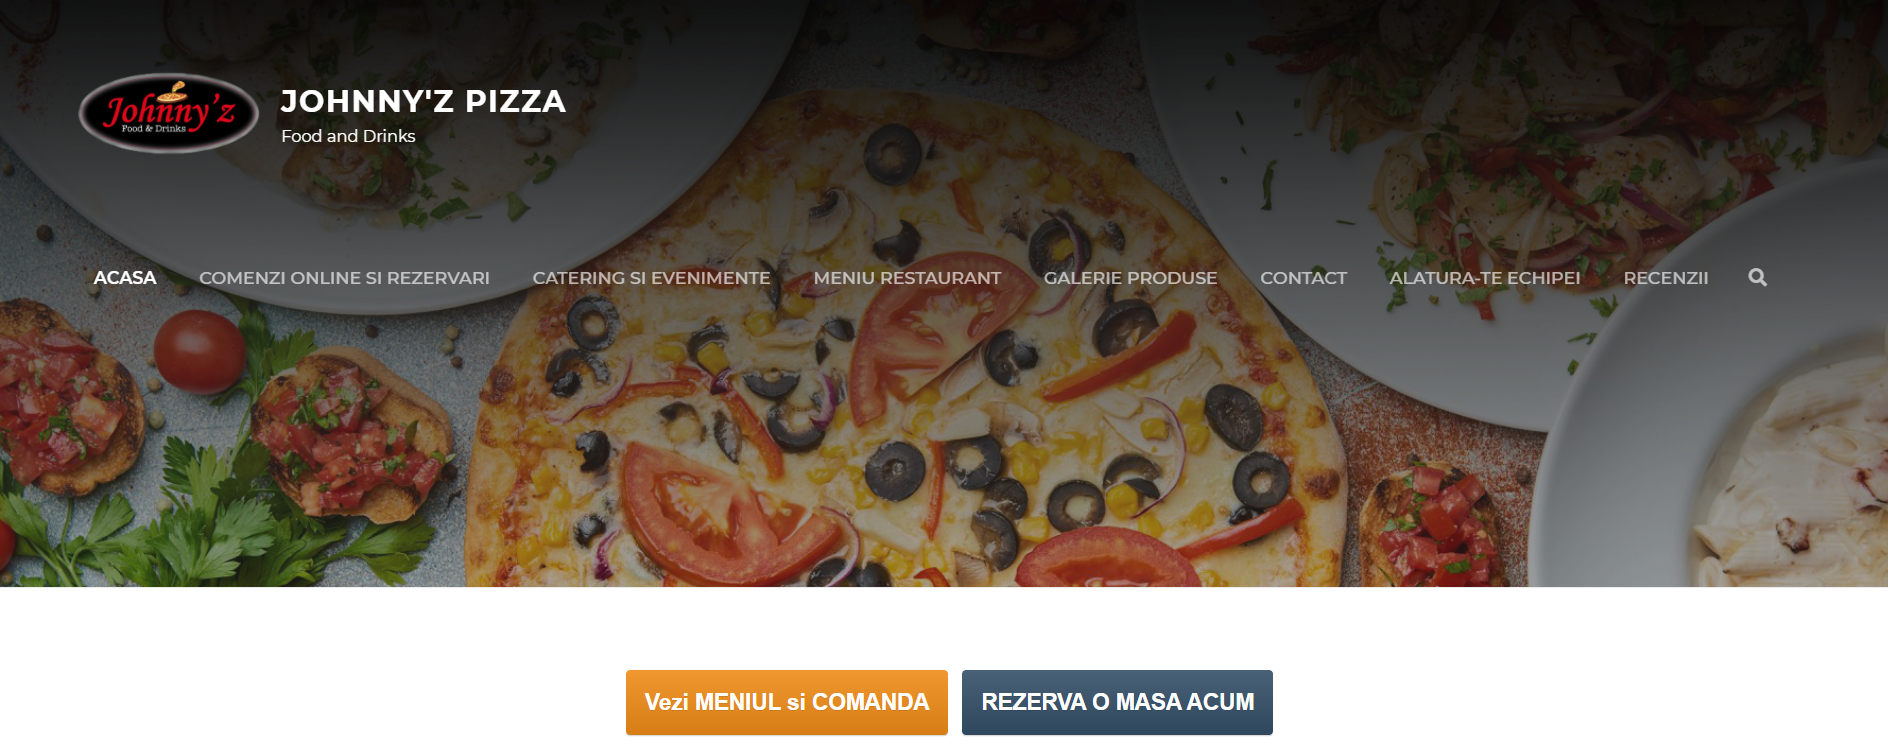 Johnny'z
Food & Drinks
JOHNNY'Z PIZZA
Food and Drinks
ACASA COMENZI ONLINE SI REZERVARI CATERING SI EVENIMENTE MENIU RESTAURANT GALERIE PRODUSE CONTACT ALATURA-TE ECHIPEI RECENZII
Vezi MENIUL si COMANDA REZERVA O MASA ACUM